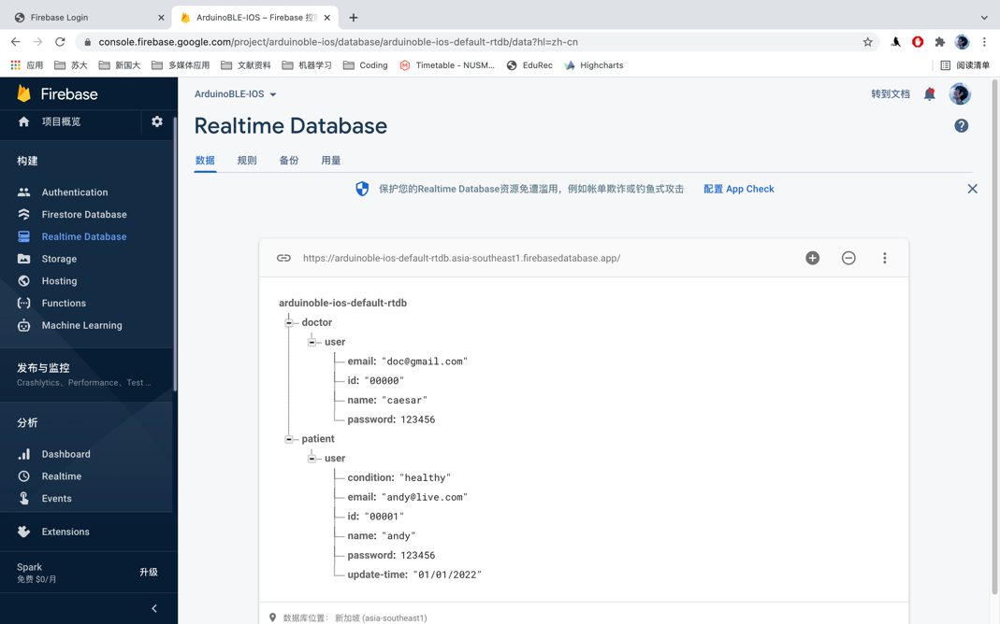 Firebase Login
ArduinoBLE-IOS – Firebase 控
console.firebase.google.com/project/arduinoble-ios/database/arduinoble-ios-default-rtdb/data?hl=zh-cn
应用 苏大 新国大 多媒体应用 文献资料 机器学习 Coding Timetable - NUSM... EduRec Highcharts 阅读清单
Firebase
项目概览
构建
Authentication
Firestore Database
Realtime Database
Storage
Hosting
Functions
Machine Learning
发布与监控
Crashlytics、Performance、Test ...
分析
Dashboard
Realtime
Events
Extensions
Spark
免费 $0/月
升级
ArduinoBLE-IOS
转到文档
Realtime Database
数据 规则 备份 用量
保护您的Realtime Database资源免遭滥用，例如帐单欺诈或钓鱼式攻击 配置 App Check
https://arduinoble-ios-default-rtdb.asia-southeast1.firebasedatabase.app/
arduinoble-ios-default-rtdb
doctor
user
email: "doc@gmail.com"
id: "00000"
name: "caesar"
password: 123456
patient
user
condition: "healthy"
email: "andy@live.com"
id: "00001"
name: "andy"
password: 123456
update-time: "01/01/2022"
数据库位置： 新加坡 (asia-southeast1)